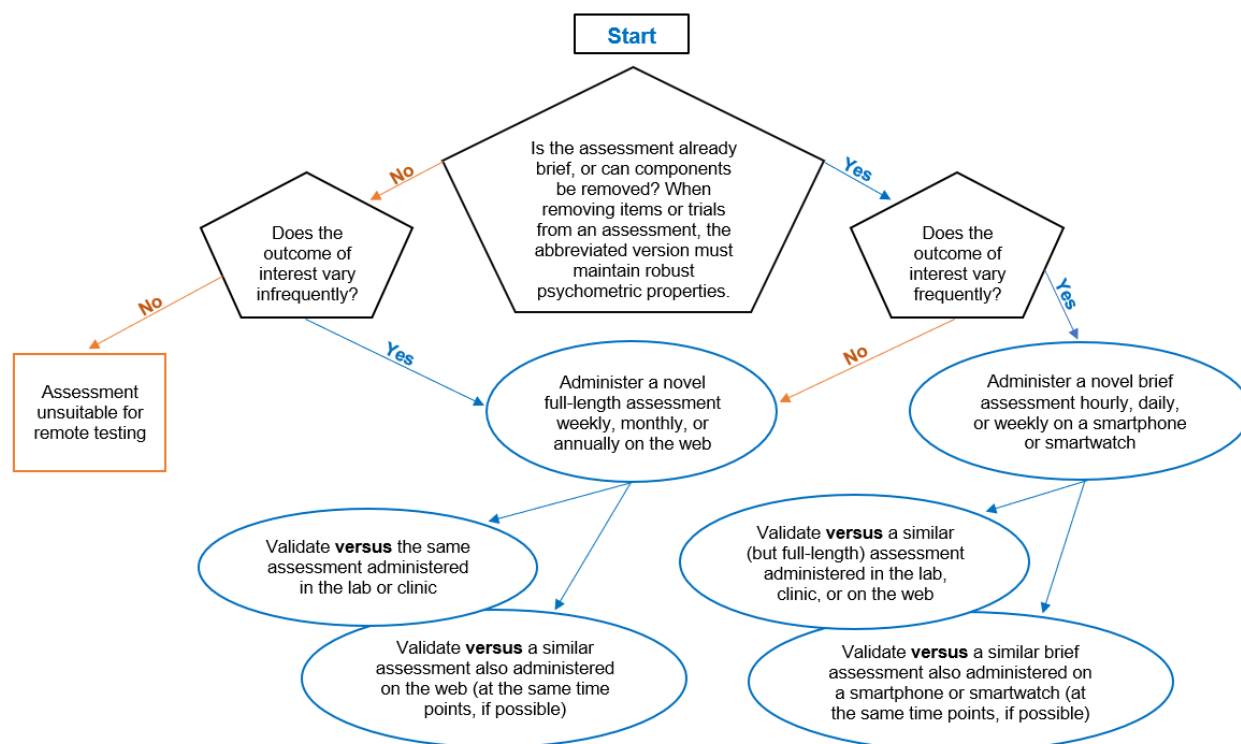 Start
Is the assessment already
brief, or can components
be removed? When
removing items or trials
from an assessment, the
abbreviated version must
maintain robust
psychometric properties.
No
Yes
Does the
outcome of
interest vary
infrequently?
Does the
outcome of
interest vary
frequently?
No
Yes
No
Yes
Assessment
unsuitable for
remote testing
Administer a novel
full-length assessment
weekly, monthly, or
annually on the web
Administer a novel brief
assessment hourly, daily,
or weekly on a smartphone
or smartwatch
Validate versus the same
assessment administered
in the lab or clinic
Validate versus a similar
assessment also administered
on the web (at the same time
points, if possible)
Validate versus a similar
(but full-length) assessment
administered in the lab,
clinic, or on the web
Validate versus a similar brief
assessment also administered on
a smartphone or smartwatch (at
the same time points, if possible)